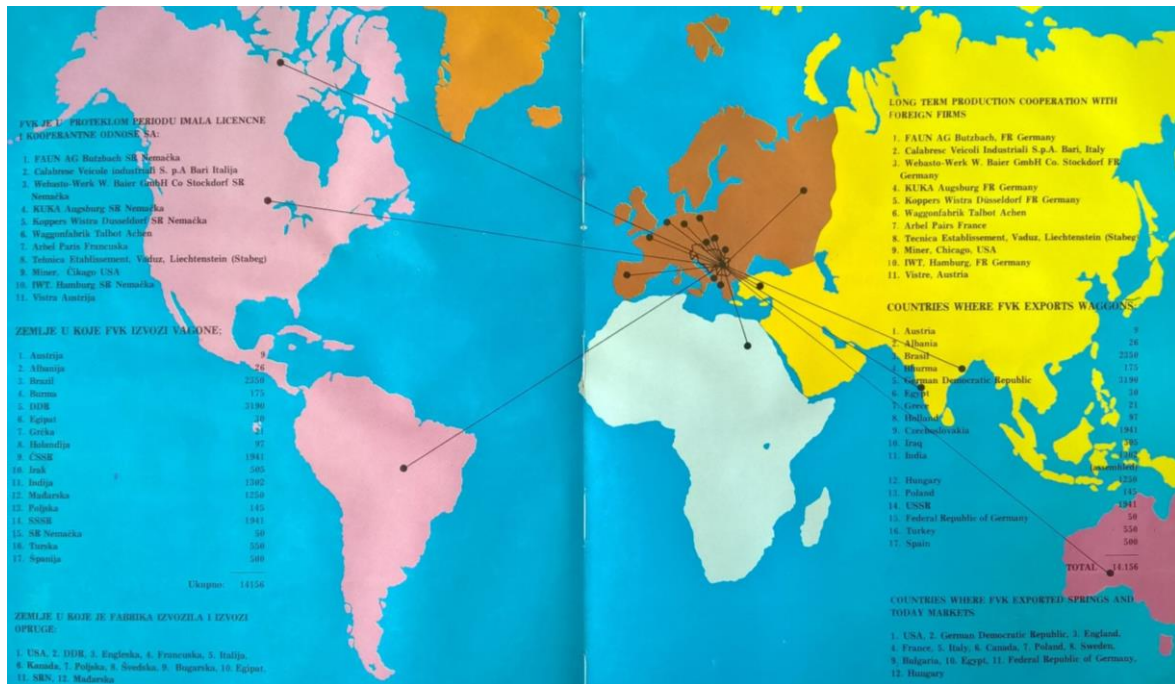 FVK JE U PROTEKLOM PERIODU IMALA LICENCNE
I KOOPERANTNE ODNOSE SA:
1. FAUN AG Butzbach SR Nemačka
2. Calabrese Veicole industriali S. p.A Bari Italija
3. Webasto-Werk W. Baier GmbH Co Stockdorf SR
Nemačka
4. KUKA Augsburg SR Nemačka
5. Koppers Wistra Dusseldorf SR Nemačka
6. Waggonfabrik Talbot Achen
7. Arbel Paris Francuska
8. Tehnica Etablissement, Vaduz, Liechtenstein (Stabeg)
9. Miner, Čikago USA
10. IWT. Hamburg SR Nemačka
11. Vistra Austrija
ZEMLJE U KOJE FVK IZVOZI VAGONE:
1. Austrija 9
2. Albanija 26
3. Brazil 2350
4. Burma 175
5. DDR 3190
6. Egipat 30
7. Grčka
8. Holandija 97
9. ČSSR 1941
10. Irak 505
11. Indija 1302
12. Mađarska 1250
13. Poljska 145
14. SSSR 1941
15. SR Nemačka 50
16. Turska 550
17. Španija 500
Ukupno: 14156
ZEMLJE U KOJE JE FABRIKA IZVOZILA I IZVOZI
OPRUGE:
1. USA, 2. DDR, 3. Engleska, 4. Francuska, 5. Italija,
6. Kanada, 7. Poljska, 8. Švedska, 9. Bugarska, 10. Egipat,
11. SRN, 12. Mađarska
LONG TERM PRODUCTION COOPERATION WITH
FOREIGN FIRMS
1. FAUN AG Butzbach, FR Germany
2. Calabrese Veicoli Industriali S.p.A. Bari, Italy
3. Webasto-Werk W. Baier GmbH Co. Stockdorf FR
Germany
4. KUKA Augsburg FR Germany
5. Koppers Wistra Düsseldorf FR Germany
6. Waggonfabrik Talbot Achen
7. Arbel Pairs France
8. Tecnica Establissement, Vaduz, Liechtenstein (Stabeg
9. Miner, Chicago, USA
10. IWT. Hamburg, FR Germany
11. Vistre, Austria
COUNTRIES WHERE FVK EXPORTS WAGGONS:
1. Austria 9
2. Albania 26
3. Brasil 2350
4. Bhurma 175
5. German Democratic Republic 3190
6. Egypt 30
7. Grece 21
8. Holland 97
9. Czechoslovakia 1941
10. Iraq 505
11. India 1302
(assembled)
12. Hungary 1250
13. Poland 145
14. USSR 1941
15. Federal Republic of Germany 50
16. Turkey 550
17. Spain 500
TOTAL 14.156
COUNTRIES WHERE FVK EXPORTED SPRINGS AND
TODAY MARKETS
1. USA, 2. German Democratic Republic, 3. England,
4. France, 5. Italy, 6. Canada, 7. Poland, 8. Sweden,
9. Bulgaria, 10. Egypt, 11. Federal Republic of Germany,
12. Hungary